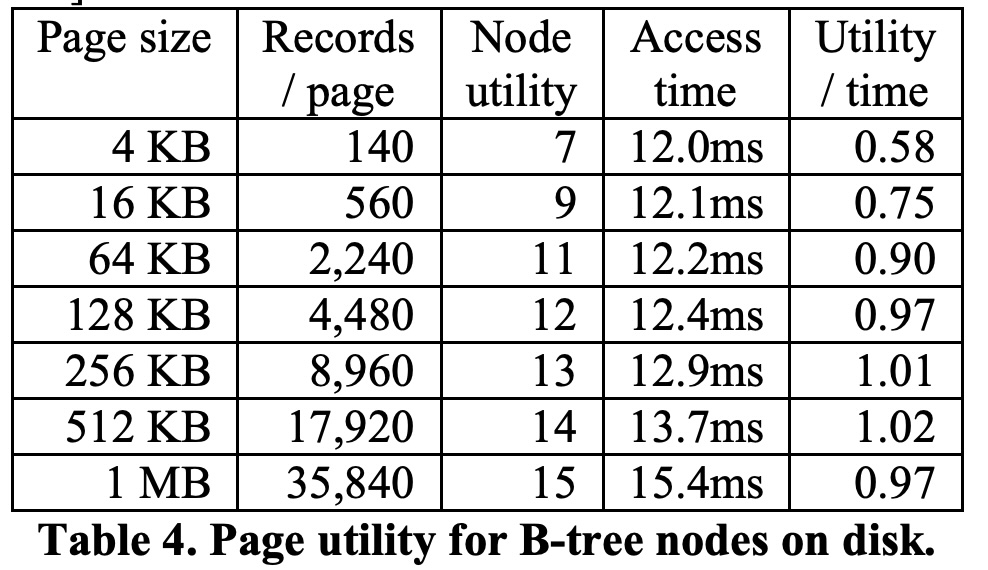 Page size Records / page Node utility Access time Utility / time
4 KB 140 7 12.0ms 0.58
16 KB 560 9 12.1ms 0.75
64 KB 2,240 11 12.2ms 0.90
128 KB 4,480 12 12.4ms 0.97
256 KB 8,960 13 12.9ms 1.01
512 KB 17,920 14 13.7ms 1.02
1 MB 35,840 15 15.4ms 0.97
Table 4. Page utility for B-tree nodes on disk.